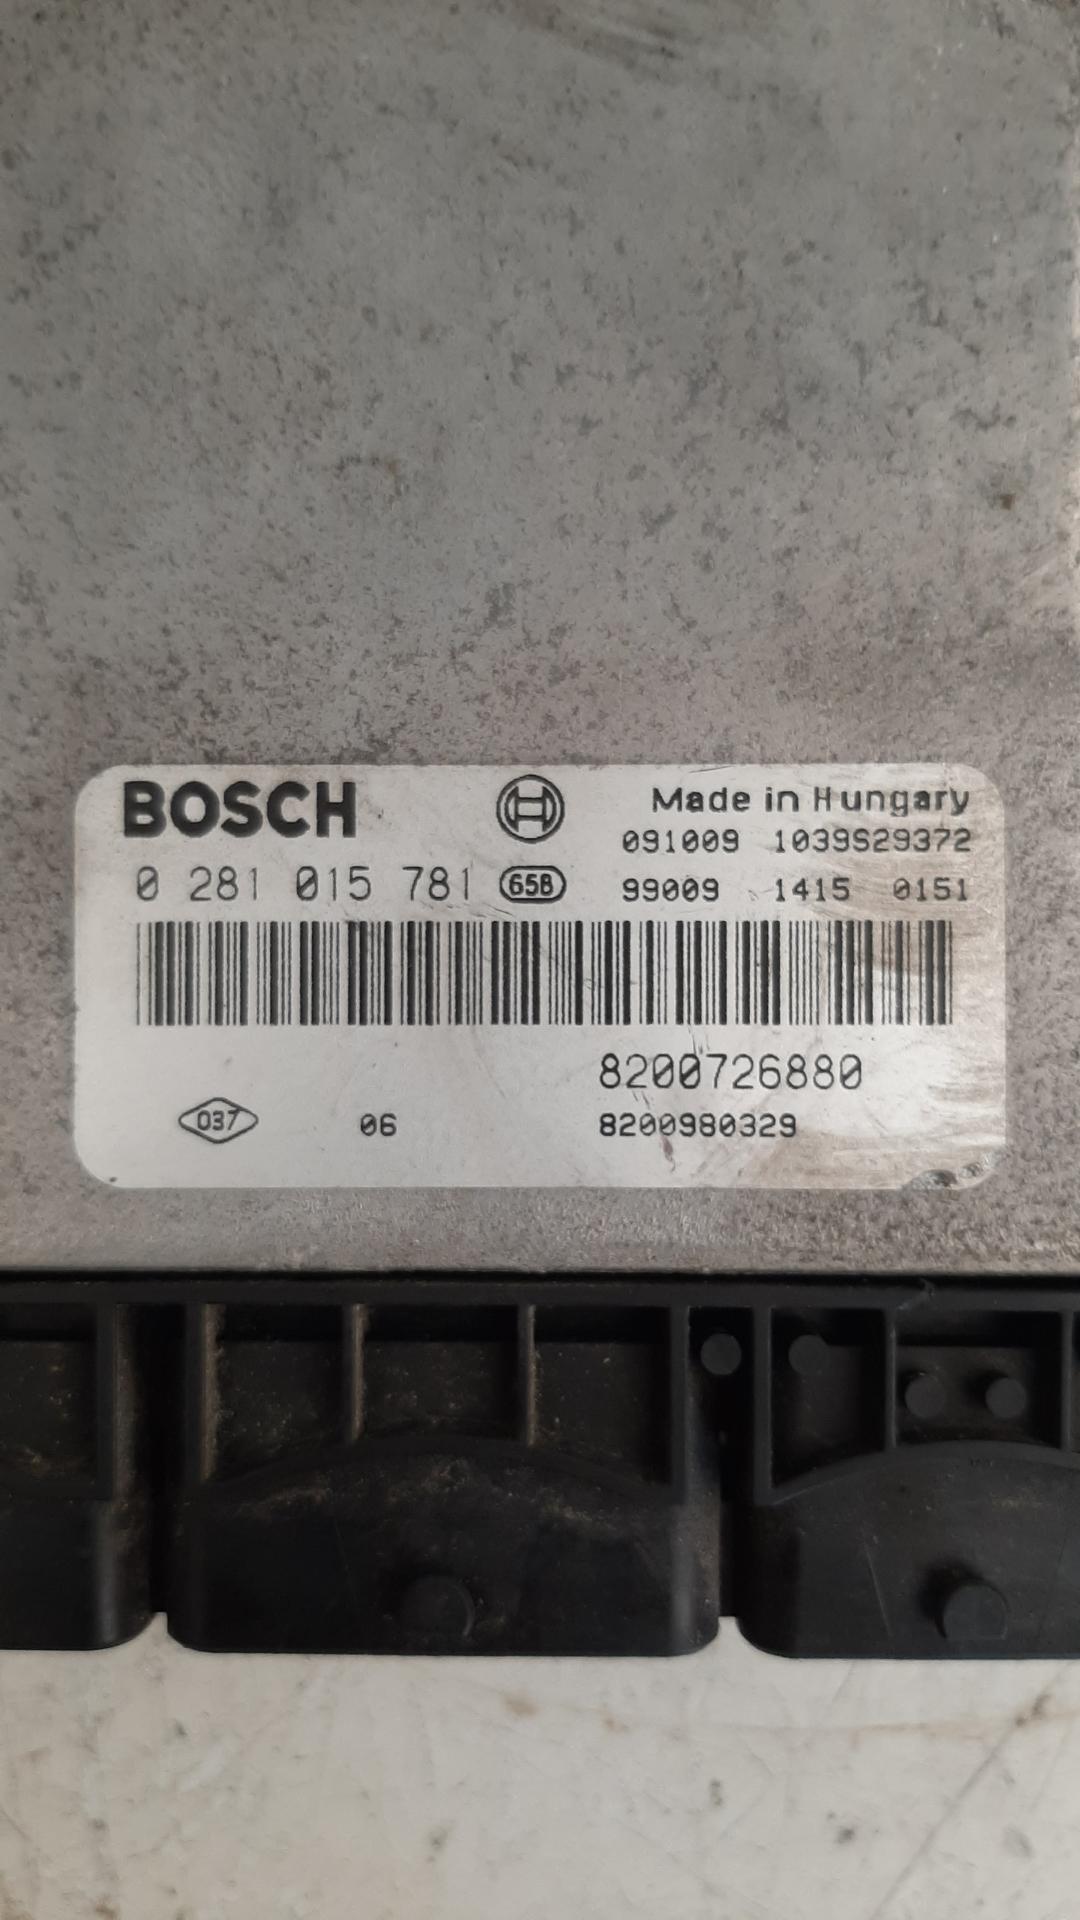 BOSCH
Made in Hungary
091009 1039S29372
0 281 015 781 65B 99009 1415 0151
8200726880
037 06 8200980329